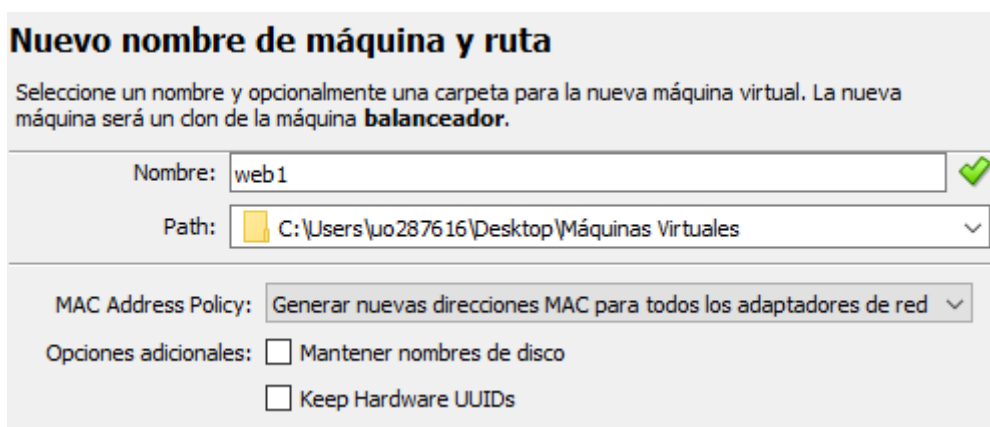 Nuevo nombre de máquina y ruta
Seleccione un nombre y opcionalmente una carpeta para la nueva máquina virtual. La nueva
máquina será un clon de la máquina balanceador.
Nombre: web1
Path: C:\Users\uo287616\Desktop\Máquinas Virtuales
MAC Address Policy: Generar nuevas direcciones MAC para todos los adaptadores de red
Opciones adicionales: Mantener nombres de disco
Keep Hardware UUIDs